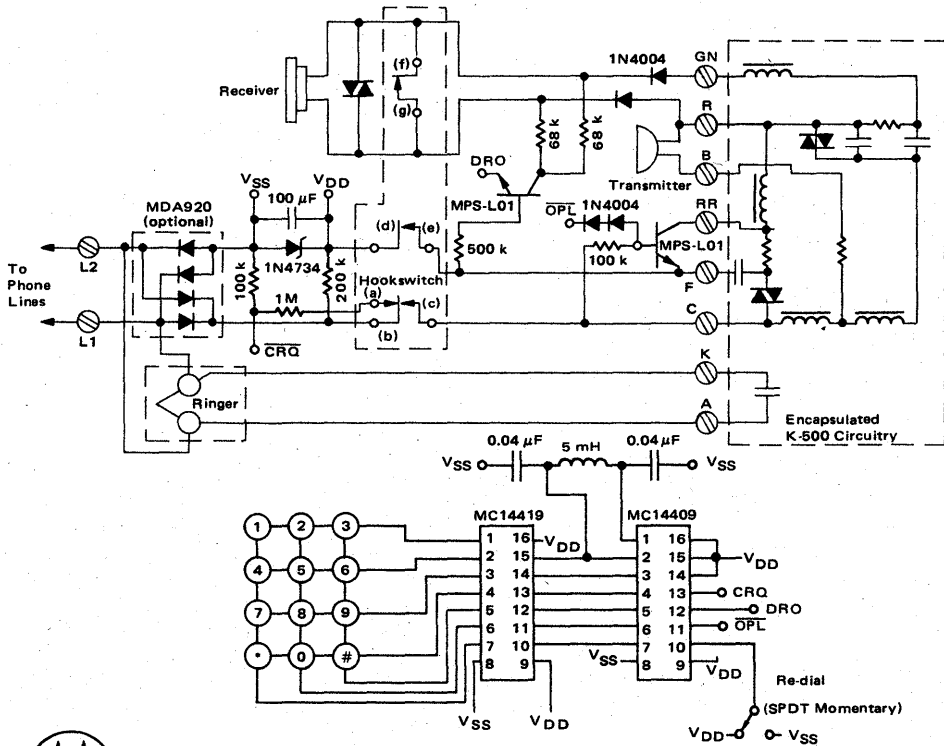 1N4004
GN
Receiver
(f)
(g)
R
68 k
68 k
DRO
Transmitter
B
VSS
VDD
100 µF
MPS-L01
1N4004
OPL
RR
MPS-L01
MDA920
(optional)
(d)
(e)
L2
1N4734
500 k
100 k
F
To
Phone
Lines
100 k
200 k
1M
Hookswitch
(a)
(c)
(b)
C
L1
CRQ
K
Ringer
A
Encapsulated
K-500 Circuitry
0.04 µF
5 mH
0.04 µF
VSS
VSS
MC14419
MC14409
1 2 3
4 5 6
7 8 9
• 0 #
1 16 VDD
2 15
3 14
4 13
5 12
6 11
7 10
8 9
VSS
VDD
1 16
2 15 VDD
3 14
4 13 CRQ
5 12 DRO
6 11 OPL
7 10
VSS 8 9 VDD
Re-dial
(SPDT Momentary)
VDD
VSS